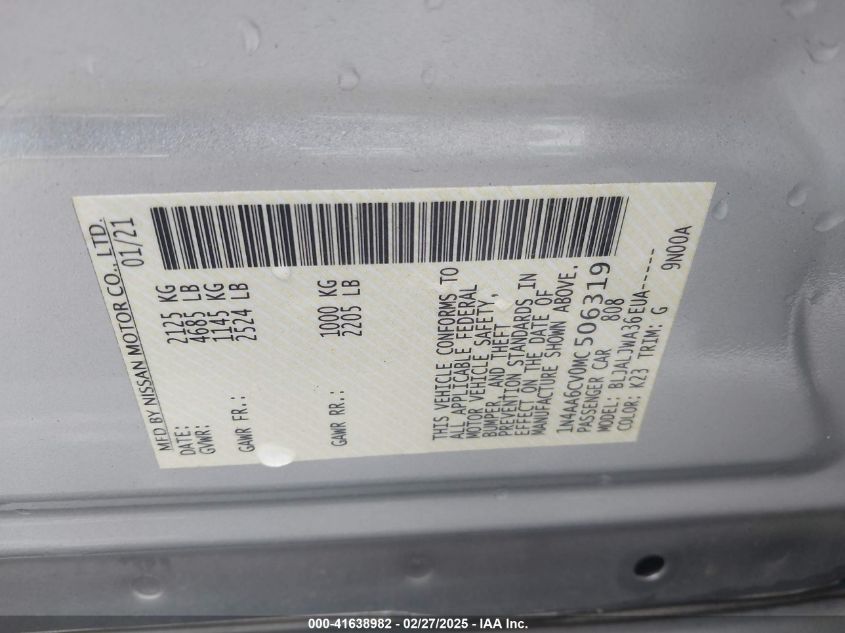 MFD BY NISSAN MOTOR CO., LTD.
DATE: 01/21
GVWR: 2125 KG
4685 LB
GAWR FR.: 1145 KG
2524 LB
GAWR RR.: 1000 KG
2205 LB
THIS VEHICLE CONFORMS TO
ALL APPLICABLE FEDERAL
MOTOR VEHICLE SAFETY,
BUMPER, AND THEFT
PREVENTION STANDARDS IN
EFFECT ON THE DATE OF
MANUFACTURE SHOWN ABOVE.
1N4AA6CV0MC506319
PASSENGER CAR 808
MODEL: BLJALJWA36EUA-----
COLOR: K23 TRIM: G
9N00A
000-41638982 - 02/27/2025 - IAA Inc.